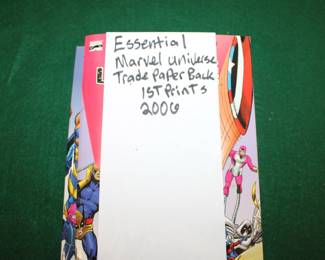 Essential
Marvel Universe
Trade Paper Back
1st Prints
2006